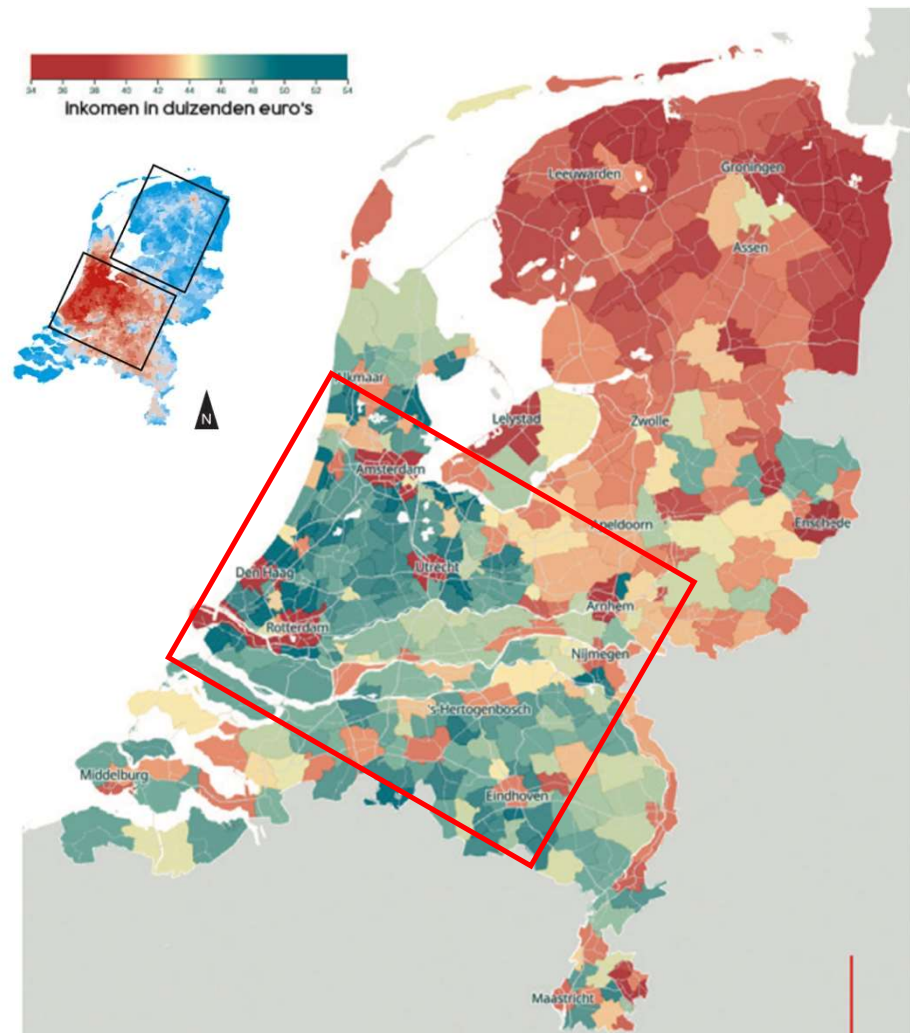 34 36 38 40 42 44 46 48 50 52 54
inkomen in duizenden euro's
N
Leeuwarden
Groningen
Assen
Alkmaar
Lelystad
Zwolle
Amsterdam
Apeldoorn
Enschede
Den Haag
Utrecht
Arnhem
Rotterdam
Nijmegen
's-Hertogenbosch
Middelburg
Eindhoven
Maastricht